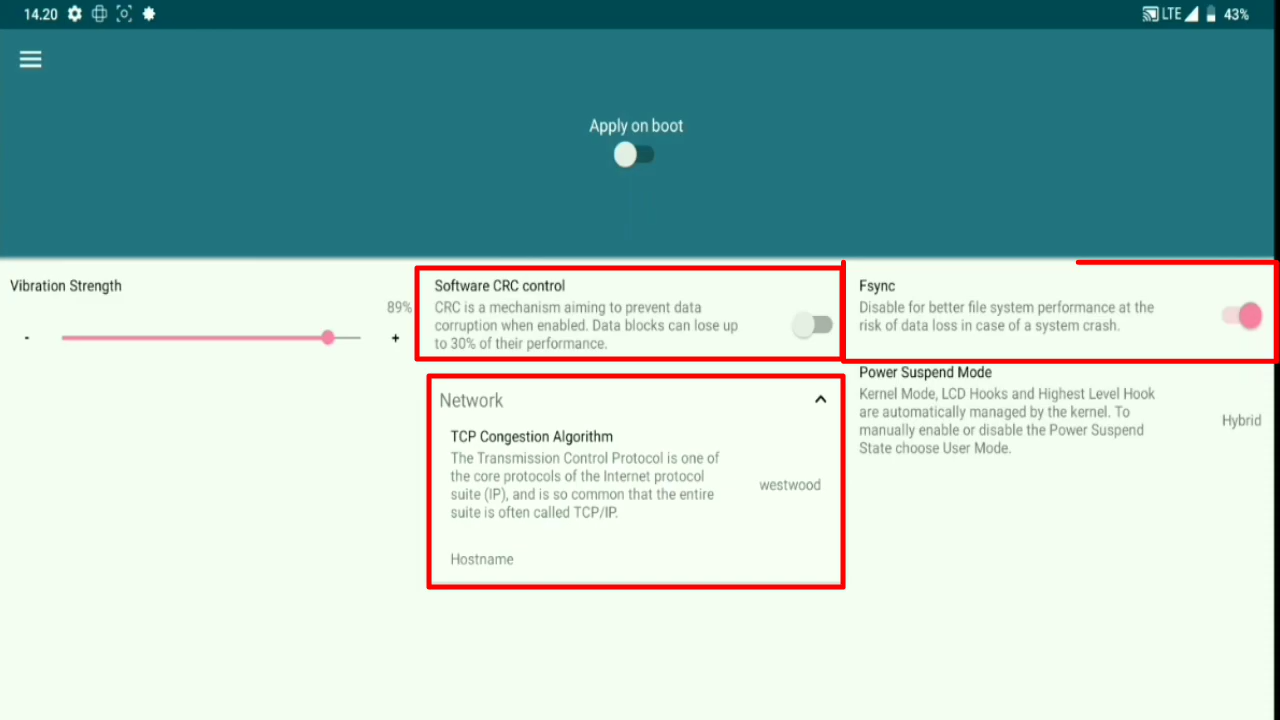 14.20
LTE 43%
Apply on boot
Vibration Strength
89%
- +
Software CRC control
CRC is a mechanism aiming to prevent data
corruption when enabled. Data blocks can lose up
to 30% of their performance.
Network
TCP Congestion Algorithm
The Transmission Control Protocol is one of
the core protocols of the Internet protocol
suite (IP), and is so common that the entire
suite is often called TCP/IP.
westwood
Hostname
Fsync
Disable for better file system performance at the
risk of data loss in case of a system crash.
Power Suspend Mode
Kernel Mode, LCD Hooks and Highest Level Hook
are automatically managed by the kernel. To
manually enable or disable the Power Suspend
State choose User Mode.
Hybrid